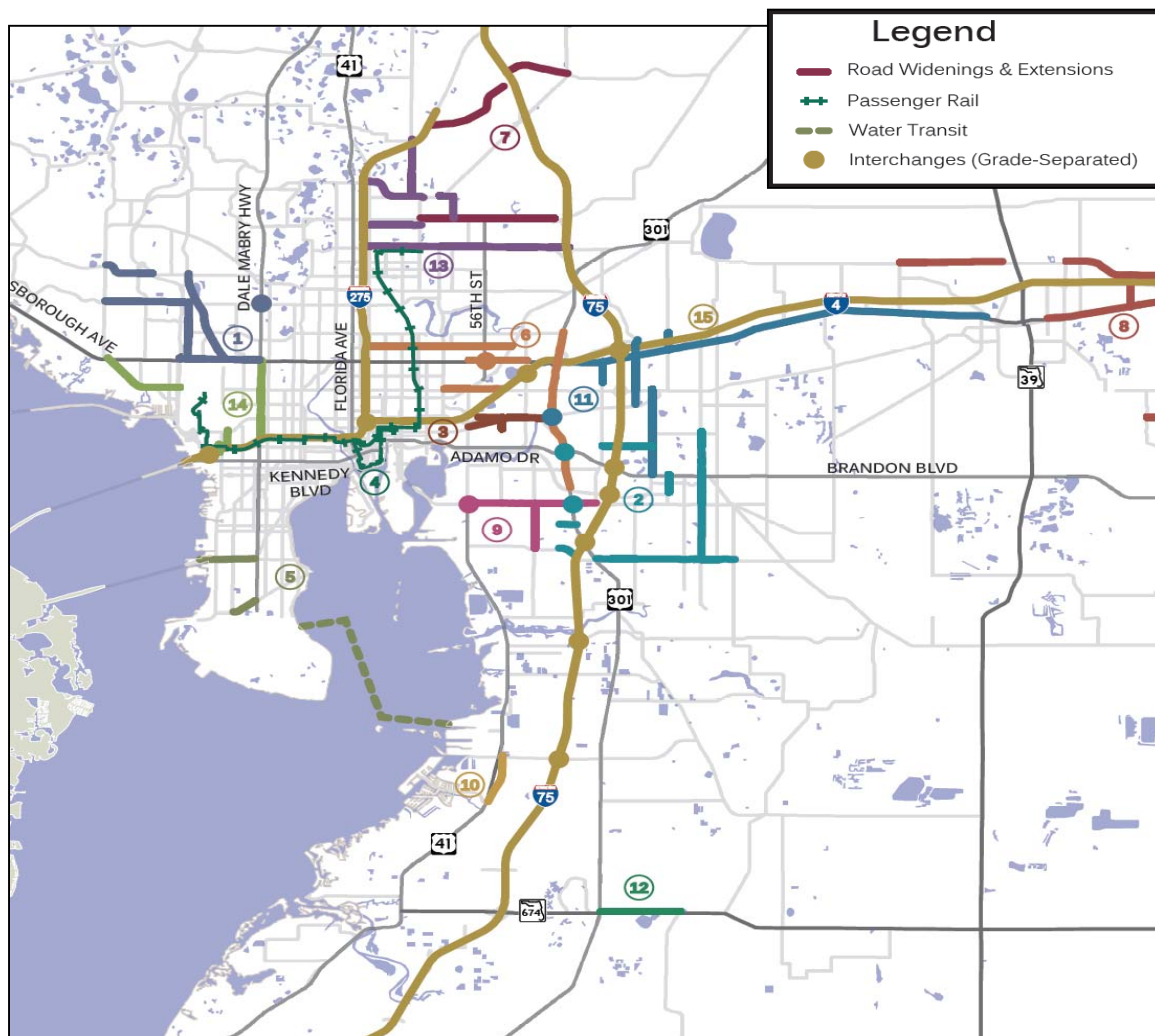 Legend
Road Widenings & Extensions
Passenger Rail
Water Transit
Interchanges (Grade-Separated)
41
7
301
DALE MABRY HWY
13
56TH ST
275
75
15
4
8
SBOROUGH AVE
1
FLORIDA AVE
6
39
14
11
3
ADAMO DR
BRANDON BLVD
KENNEDY
BLVD
4
2
9
5
301
10
75
41
12
674